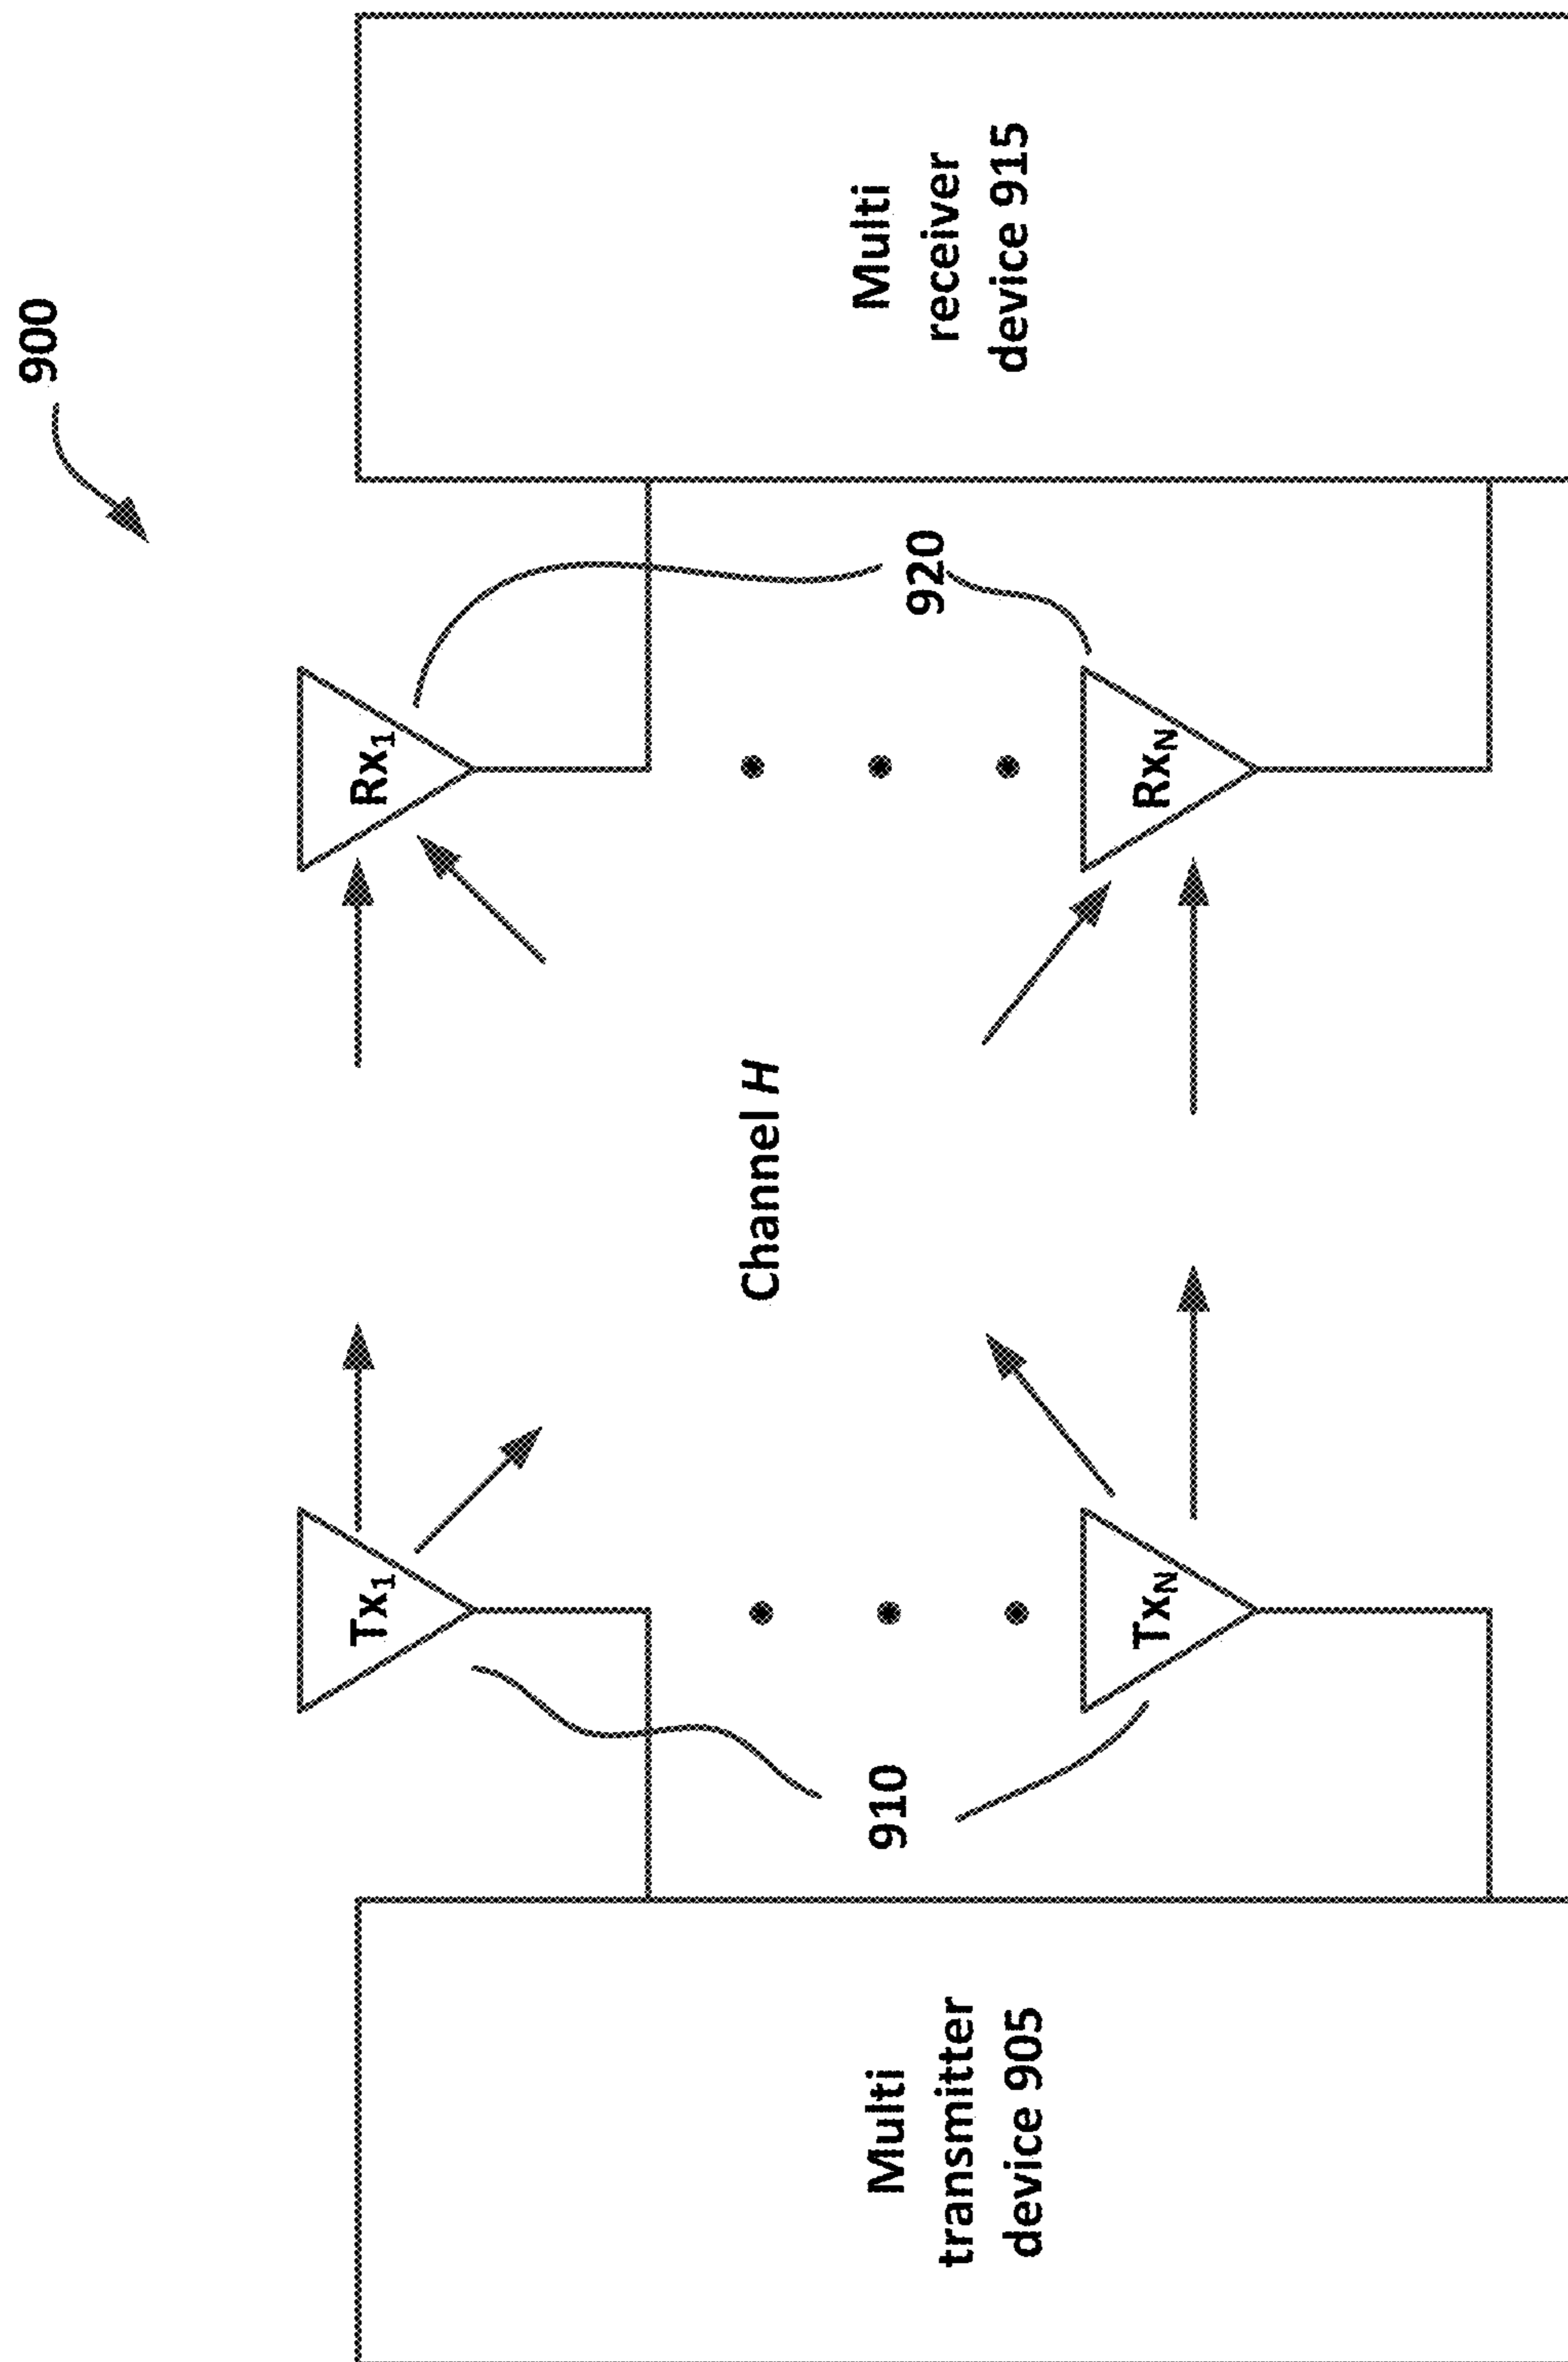 900
Tx1
Rx1
Channel H
920
910
TxN
RxN
Multi
transmitter
device 905
Multi
receiver
device 915